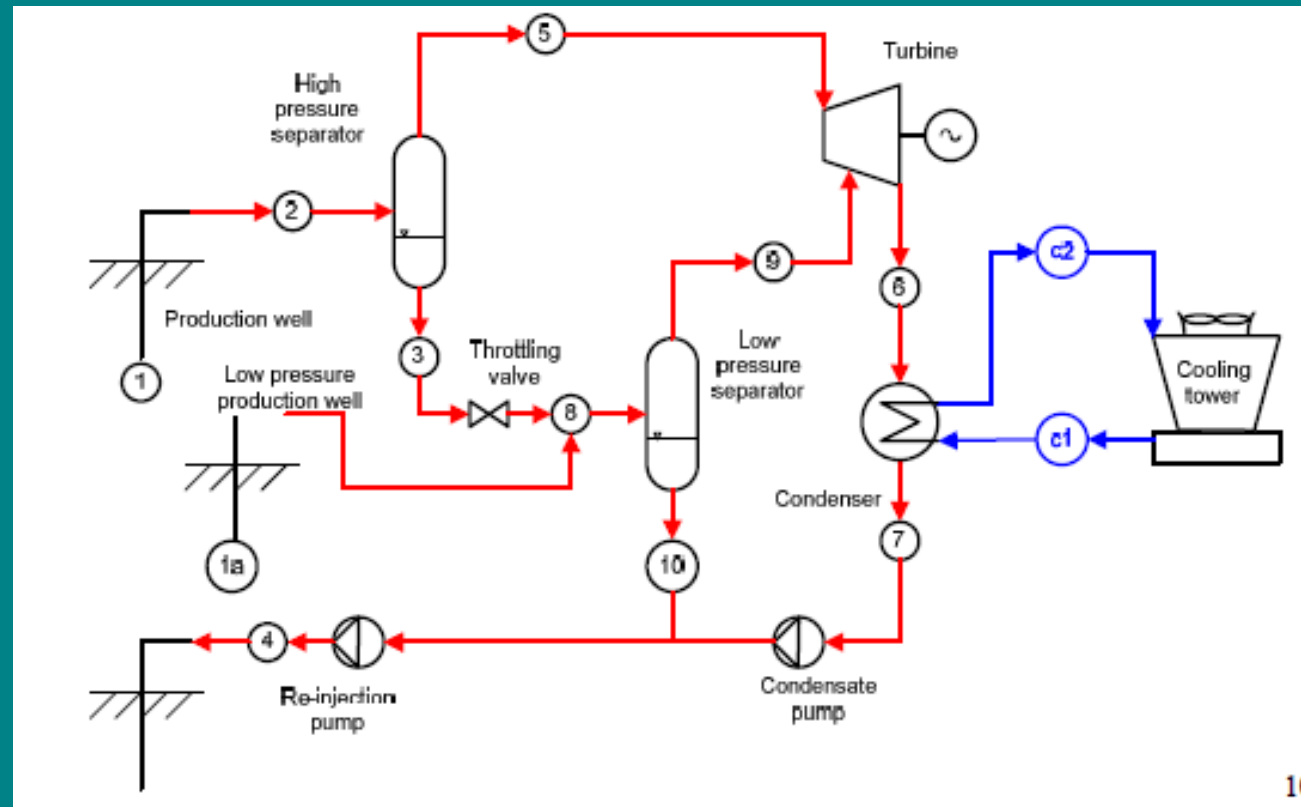 5
Turbine
High
pressure
separator
~
2
9
c2
6
Production well
3
Throttling
valve
Low
pressure
separator
Cooling
tower
1
Low pressure
production well
8
c1
Condenser
7
1a
10
4
Re-injection
pump
Condensate
pump